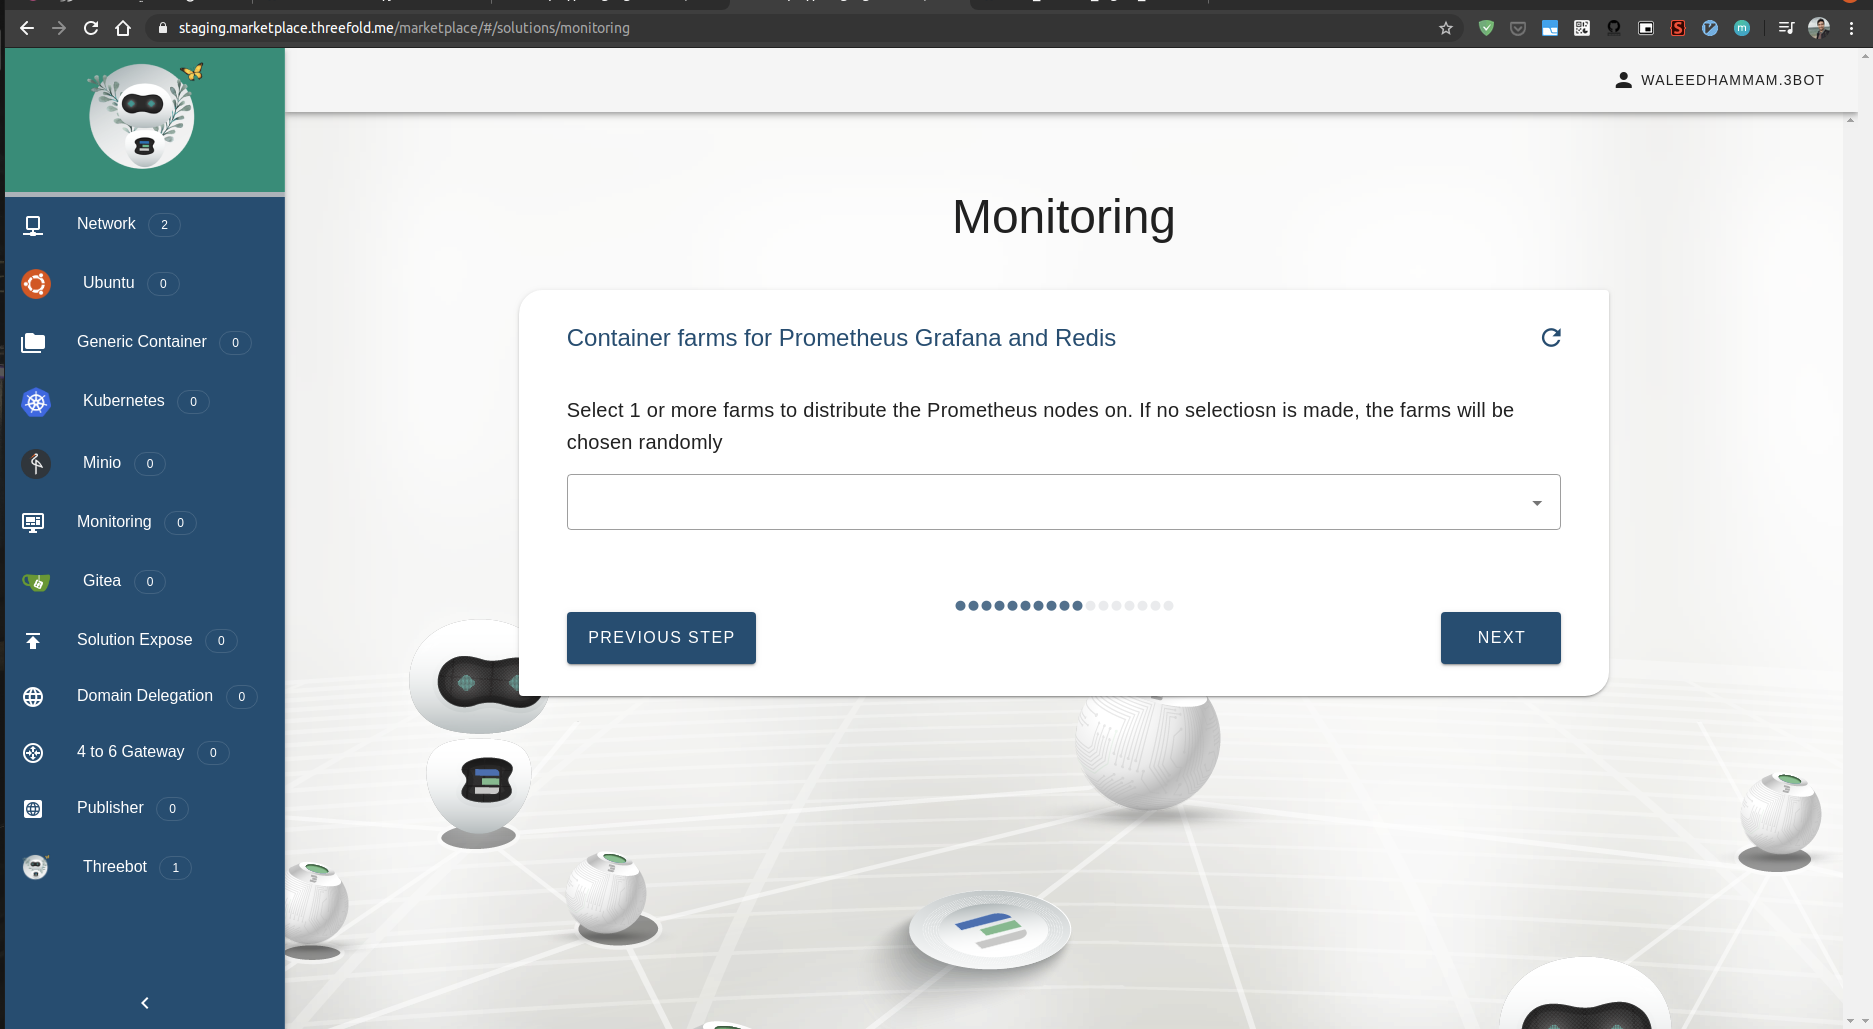 staging.marketplace.threefold.me/marketplace/#/solutions/monitoring
WALEEDHAMMAM.3BOT
Network 2
Ubuntu 0
Generic Container 0
Kubernetes 0
Minio 0
Monitoring 0
Gitea 0
Solution Expose 0
Domain Delegation 0
4 to 6 Gateway 0
Publisher 0
Threebot 1
Monitoring
Container farms for Prometheus Grafana and Redis
Select 1 or more farms to distribute the Prometheus nodes on. If no selectiosn is made, the farms will be
chosen randomly
PREVIOUS STEP
NEXT